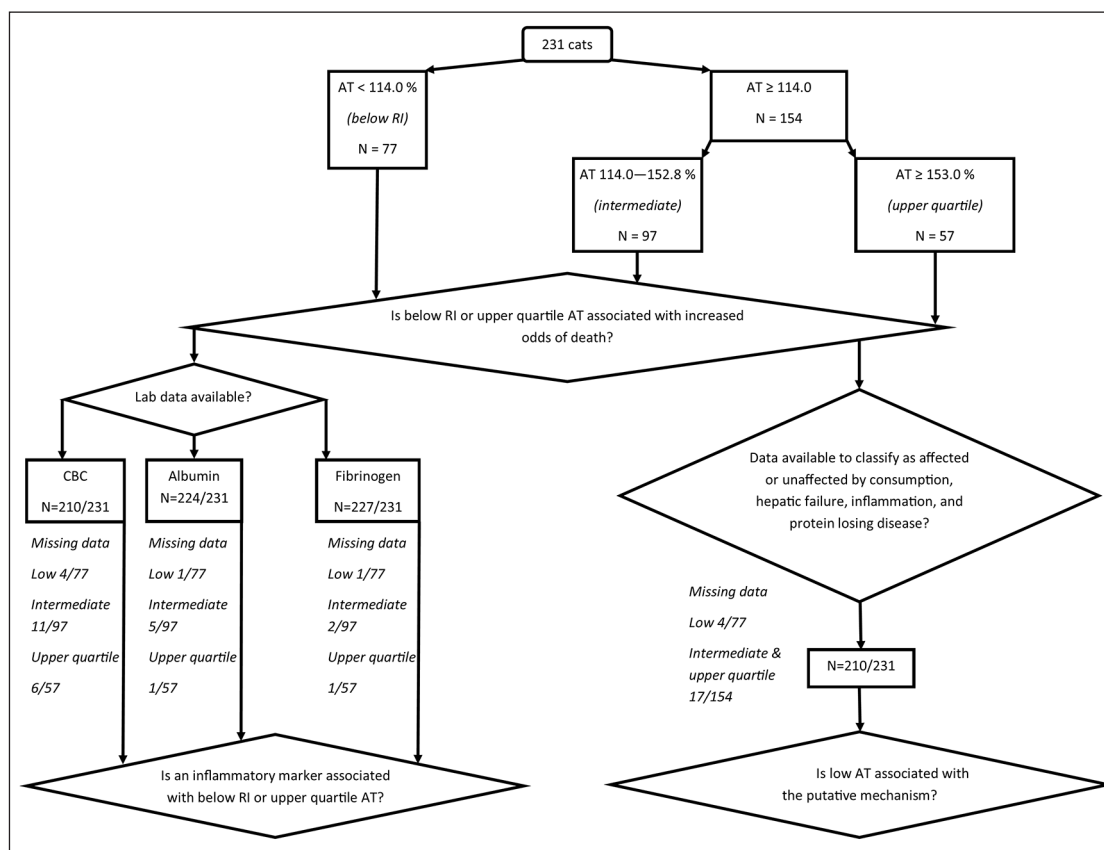 231 cats
AT < 114.0 %
(below RI)
N = 77
AT ≥ 114.0
N = 154
AT 114.0—152.8 %
(intermediate)
N = 97
AT ≥ 153.0 %
(upper quartile)
N = 57
Is below RI or upper quartile AT associated with increased
odds of death?
Lab data available?
CBC
N=210/231
Albumin
N=224/231
Fibrinogen
N=227/231
Missing data
Low 4/77
Intermediate
11/97
Upper quartile
6/57
Missing data
Low 1/77
Intermediate
5/97
Upper quartile
1/57
Missing data
Low 1/77
Intermediate
2/97
Upper quartile
1/57
Is an inflammatory marker associated
with below RI or upper quartile AT?
Data available to classify as affected
or unaffected by consumption,
hepatic failure, inflammation, and
protein losing disease?
Missing data
Low 4/77
Intermediate &
upper quartile
17/154
N=210/231
Is low AT associated with
the putative mechanism?